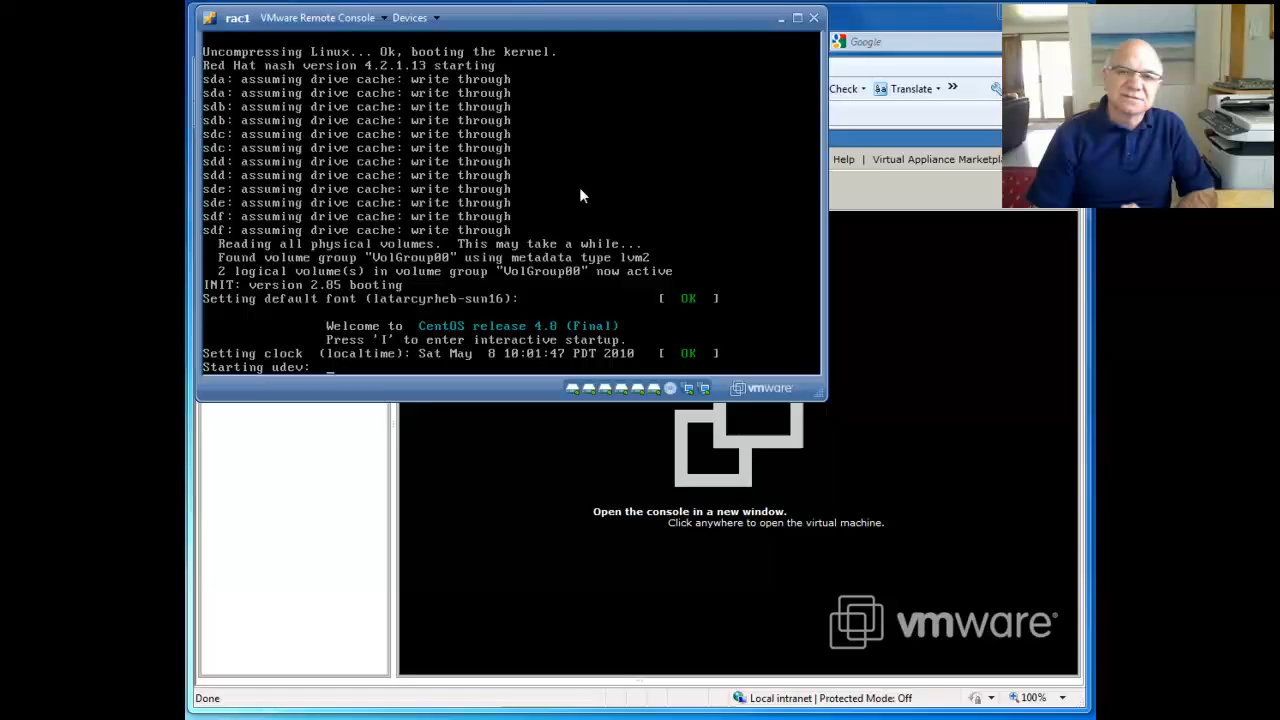 rac1 VMware Remote Console Devices
Uncompressing Linux... Ok, booting the kernel.
Red Hat nash version 4.2.1.13 starting
sda: assuming drive cache: write through
sda: assuming drive cache: write through
sdb: assuming drive cache: write through
sdb: assuming drive cache: write through
sdc: assuming drive cache: write through
sdc: assuming drive cache: write through
sdd: assuming drive cache: write through
sdd: assuming drive cache: write through
sde: assuming drive cache: write through
sde: assuming drive cache: write through
sdf: assuming drive cache: write through
sdf: assuming drive cache: write through
Reading all physical volumes. This may take a while...
Found volume group "VolGroup00" using metadata type lvm2
2 logical volume(s) in volume group "VolGroup00" now active
INIT: version 2.85 booting
Setting default font (latarcyrheb-sun16): [ OK ]
Welcome to CentOS release 4.8 (Final)
Press 'I' to enter interactive startup.
Setting clock (localtime): Sat May 8 10:01:47 PDT 2010 [ OK ]
Starting udev: _
vmware
Google
Check Translate »
Help | Virtual Appliance Marketpla
Open the console in a new window.
Click anywhere to open the virtual machine.
vmware
Done Local intranet | Protected Mode: Off 100%